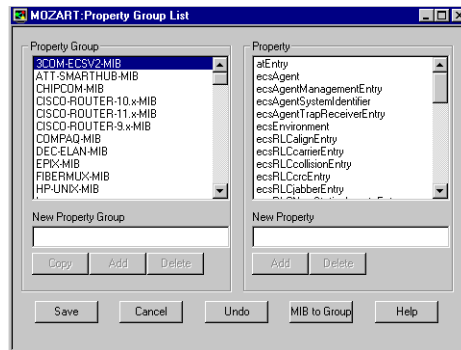 MOZART:Property Group List
Property Group
3COM-ECSV2-MIB
ATT-SMARTHUB-MIB
CHIPCOM-MIB
CISCO-ROUTER-10.x-MIB
CISCO-ROUTER-11.x-MIB
CISCO-ROUTER-9.x-MIB
COMPAQ-MIB
DEC-ELAN-MIB
EPIX-MIB
FIBERMUX-MIB
HP-UNIX-MIB
New Property Group
Copy Add Delete
Property
atEntry
ecsAgent
ecsAgentManagementEntry
ecsAgentSystemIdentifier
ecsAgentTrapReceiverEntry
ecsEnvironment
ecsRLCalignEntry
ecsRLCcarrierEntry
ecsRLCcollisionEntry
ecsRLCcrcEntry
ecsRLCjabberEntry
New Property
Add Delete
Save Cancel Undo MIB to Group Help